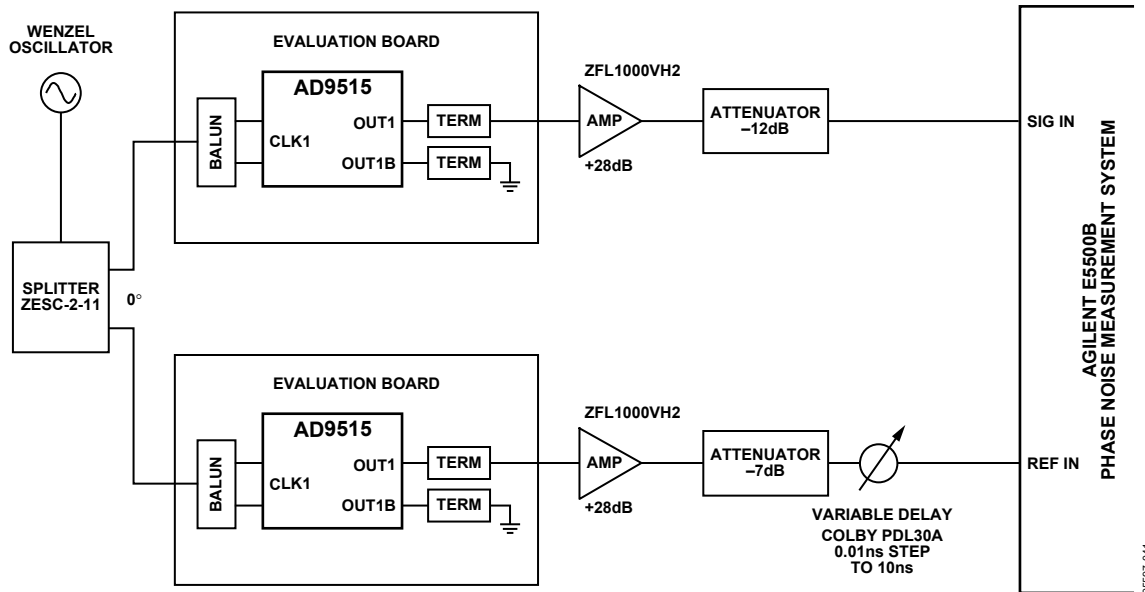 WENZEL
OSCILLATOR
SPLITTER
ZESC-2-11
0°
EVALUATION BOARD
BALUN
AD9515
CLK1
OUT1
OUT1B
TERM
TERM
ZFL1000VH2
AMP
+28dB
ATTENUATOR
–12dB
SIG IN
EVALUATION BOARD
BALUN
AD9515
CLK1
OUT1
OUT1B
TERM
TERM
ZFL1000VH2
AMP
+28dB
ATTENUATOR
–7dB
VARIABLE DELAY
COLBY PDL30A
0.01ns STEP
TO 10ns
REF IN
AGILENT E5500B
PHASE NOISE MEASUREMENT SYSTEM